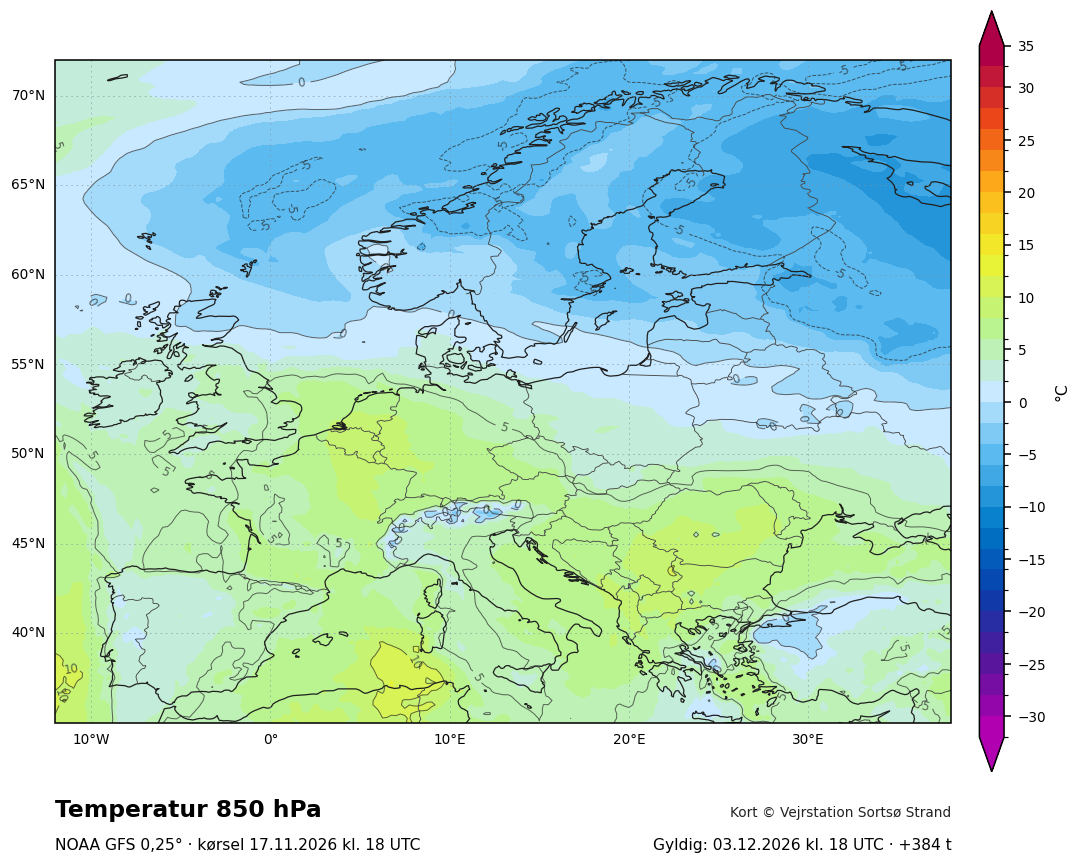 70°N
65°N
60°N
55°N
50°N
45°N
40°N
10°W 0° 10°E 20°E 30°E
35
30
25
20
15
10
5
0
−5
−10
−15
−20
−25
−30
°C
Temperatur 850 hPa
Kort © Vejrstation Sortsø Strand
NOAA GFS 0,25° · kørsel 17.11.2026 kl. 18 UTC
Gyldig: 03.12.2026 kl. 18 UTC · +384 t